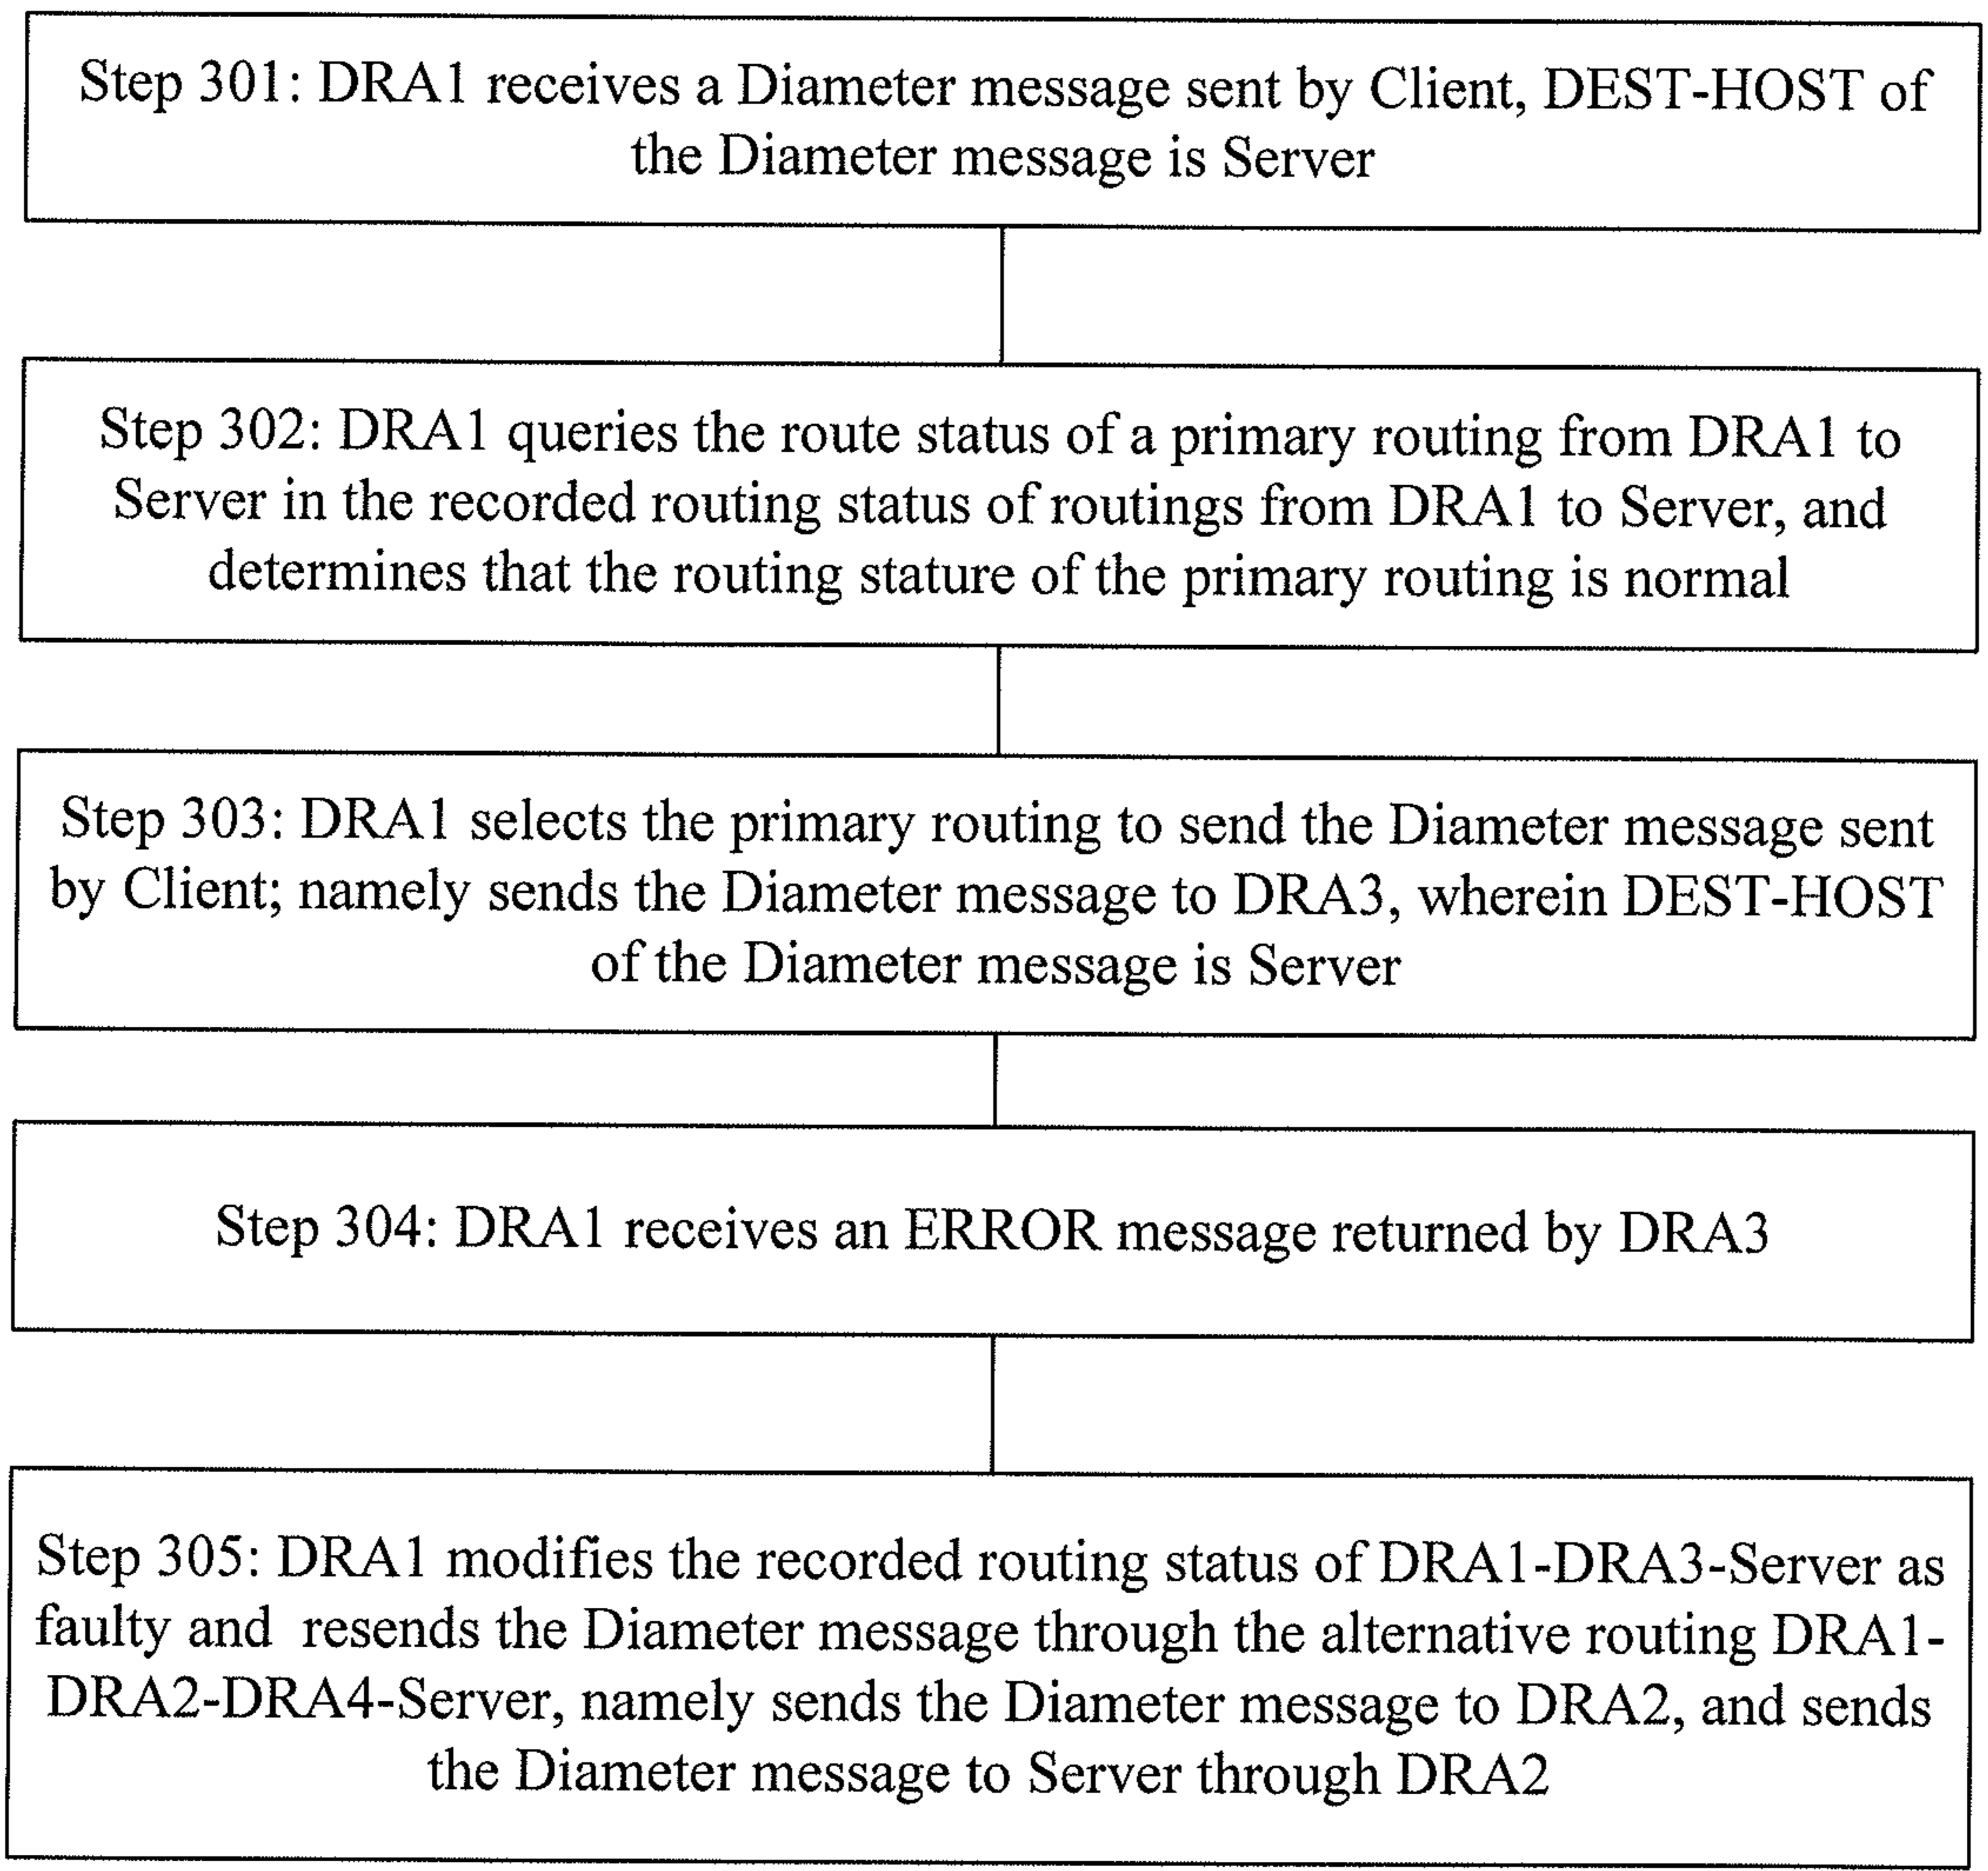 Step 301: DRA1 receives a Diameter message sent by Client, DEST-HOST of
the Diameter message is Server
Step 302: DRA1 queries the route status of a primary routing from DRA1 to
Server in the recorded routing status of routings from DRA1 to Server, and
determines that the routing stature of the primary routing is normal
Step 303: DRA1 selects the primary routing to send the Diameter message sent
by Client; namely sends the Diameter message to DRA3, wherein DEST-HOST
of the Diameter message is Server
Step 304: DRA1 receives an ERROR message returned by DRA3
Step 305: DRA1 modifies the recorded routing status of DRA1-DRA3-Server as
faulty and resends the Diameter message through the alternative routing DRA1-
DRA2-DRA4-Server, namely sends the Diameter message to DRA2, and sends
the Diameter message to Server through DRA2